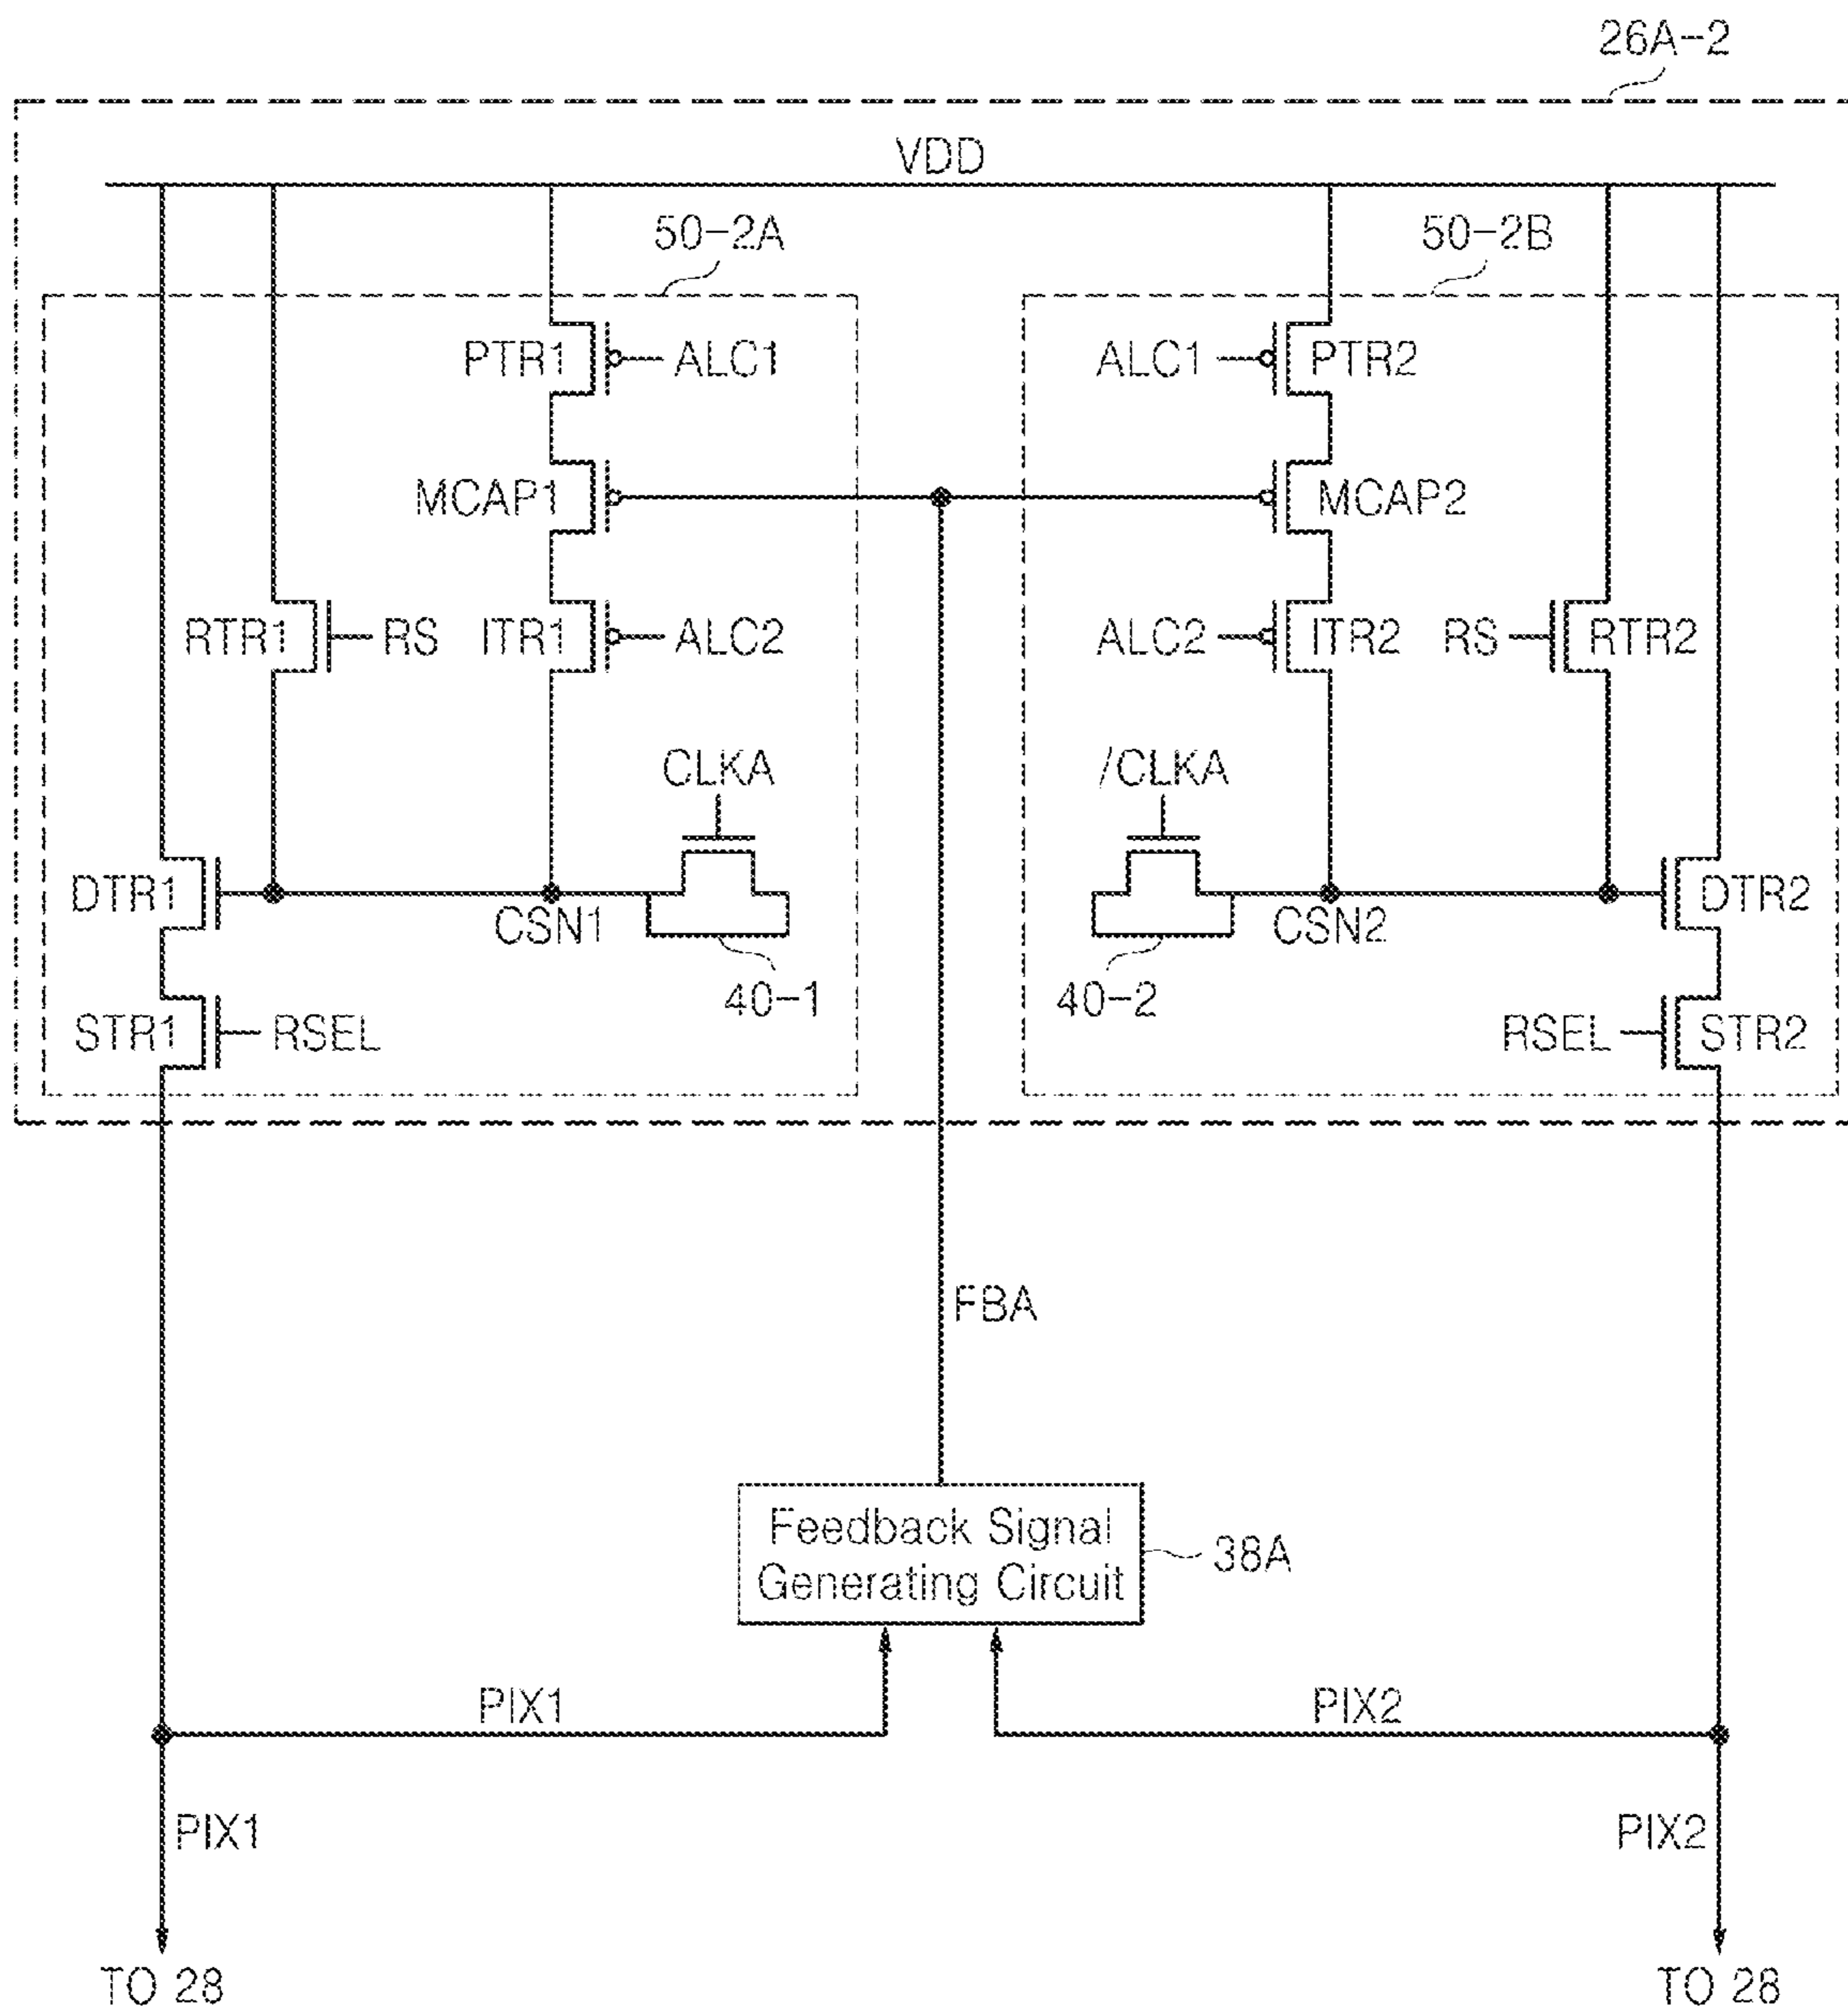 26A-2
VDD
50-2A
50-2B
PTR1
ALC1
ALC1
PTR2
MCAP1
MCAP2
RTR1
RS
ITR1
ALC2
ALC2
ITR2
RS
RTR2
CLKA
/CLKA
DTR1
CSN1
CSN2
DTR2
40-1
40-2
STR1
RSEL
RSEL
STR2
FBA
Feedback Signal
Generating Circuit
38A
PIX1
PIX2
PIX1
PIX2
TO 28
TO 28